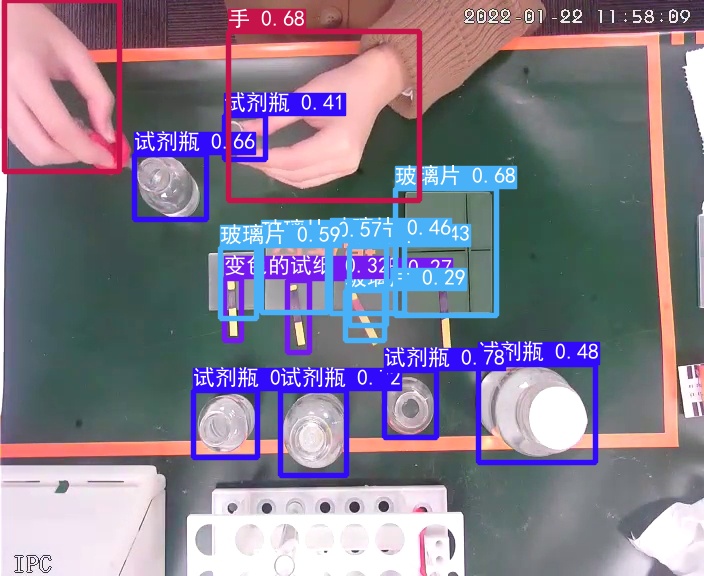 手 0.68
2022-01-22 11:58:09
试剂瓶 0.41
试剂瓶 0.66
玻璃片 0.68
玻璃片 0.59
0.57
0.46
变色的试纸 0.32
0.27
玻璃片 0.29
试剂瓶
试剂瓶
试剂瓶 0.78
试剂瓶 0.48
IPC